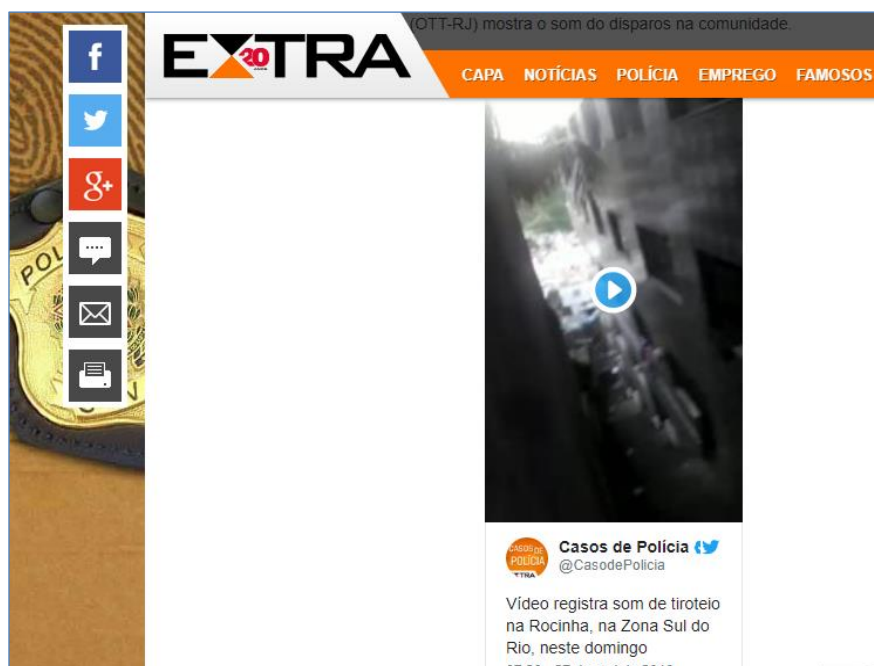 (OTT-RJ) mostra o som do disparos na comunidade.
EXTRA
20
CAPA NOTÍCIAS POLÍCIA EMPREGO FAMOSOS
f
g+
CASOS DE
POLÍCIA
EXTRA
Casos de Polícia
@CasodePolicia
Vídeo registra som de tiroteio
na Rocinha, na Zona Sul do
Rio, neste domingo